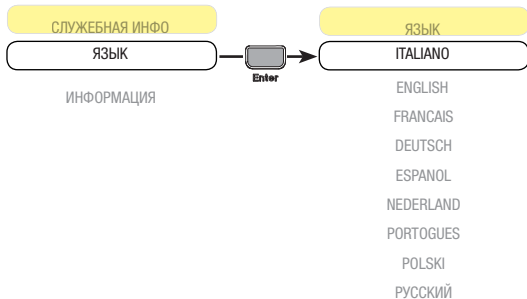 СЛУЖЕБНАЯ ИНФО
ЯЗЫК
ИНФОРМАЦИЯ
Enter
ЯЗЫК
ITALIANO
ENGLISH
FRANCAIS
DEUTSCH
ESPANOL
NEDERLAND
PORTOGUES
POLSKI
РУССКИЙ